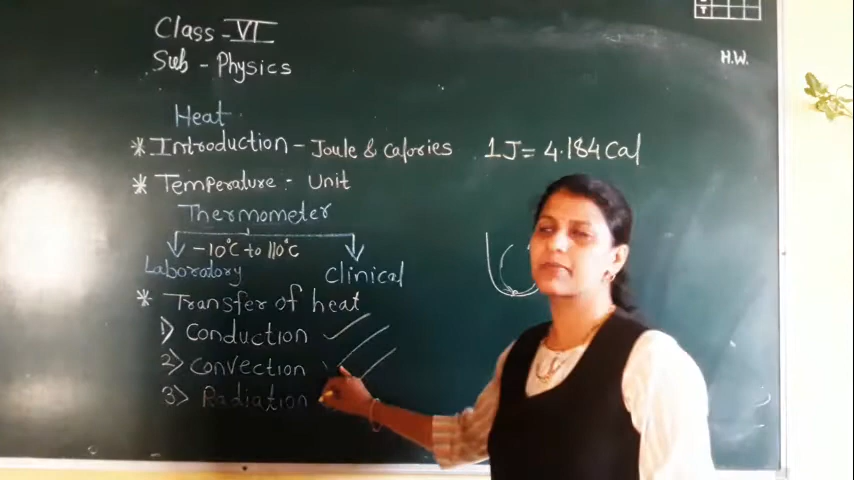 Class - VI
Sub - Physics
H.W.
Heat
* Introduction - Joule & Calories 1J = 4.184 Cal
* Temperature : Unit
Thermometer
-10°C to 110°C
Laboratory Clinical
* Transfer of heat
1) Conduction
2) Convection
3) Radiation